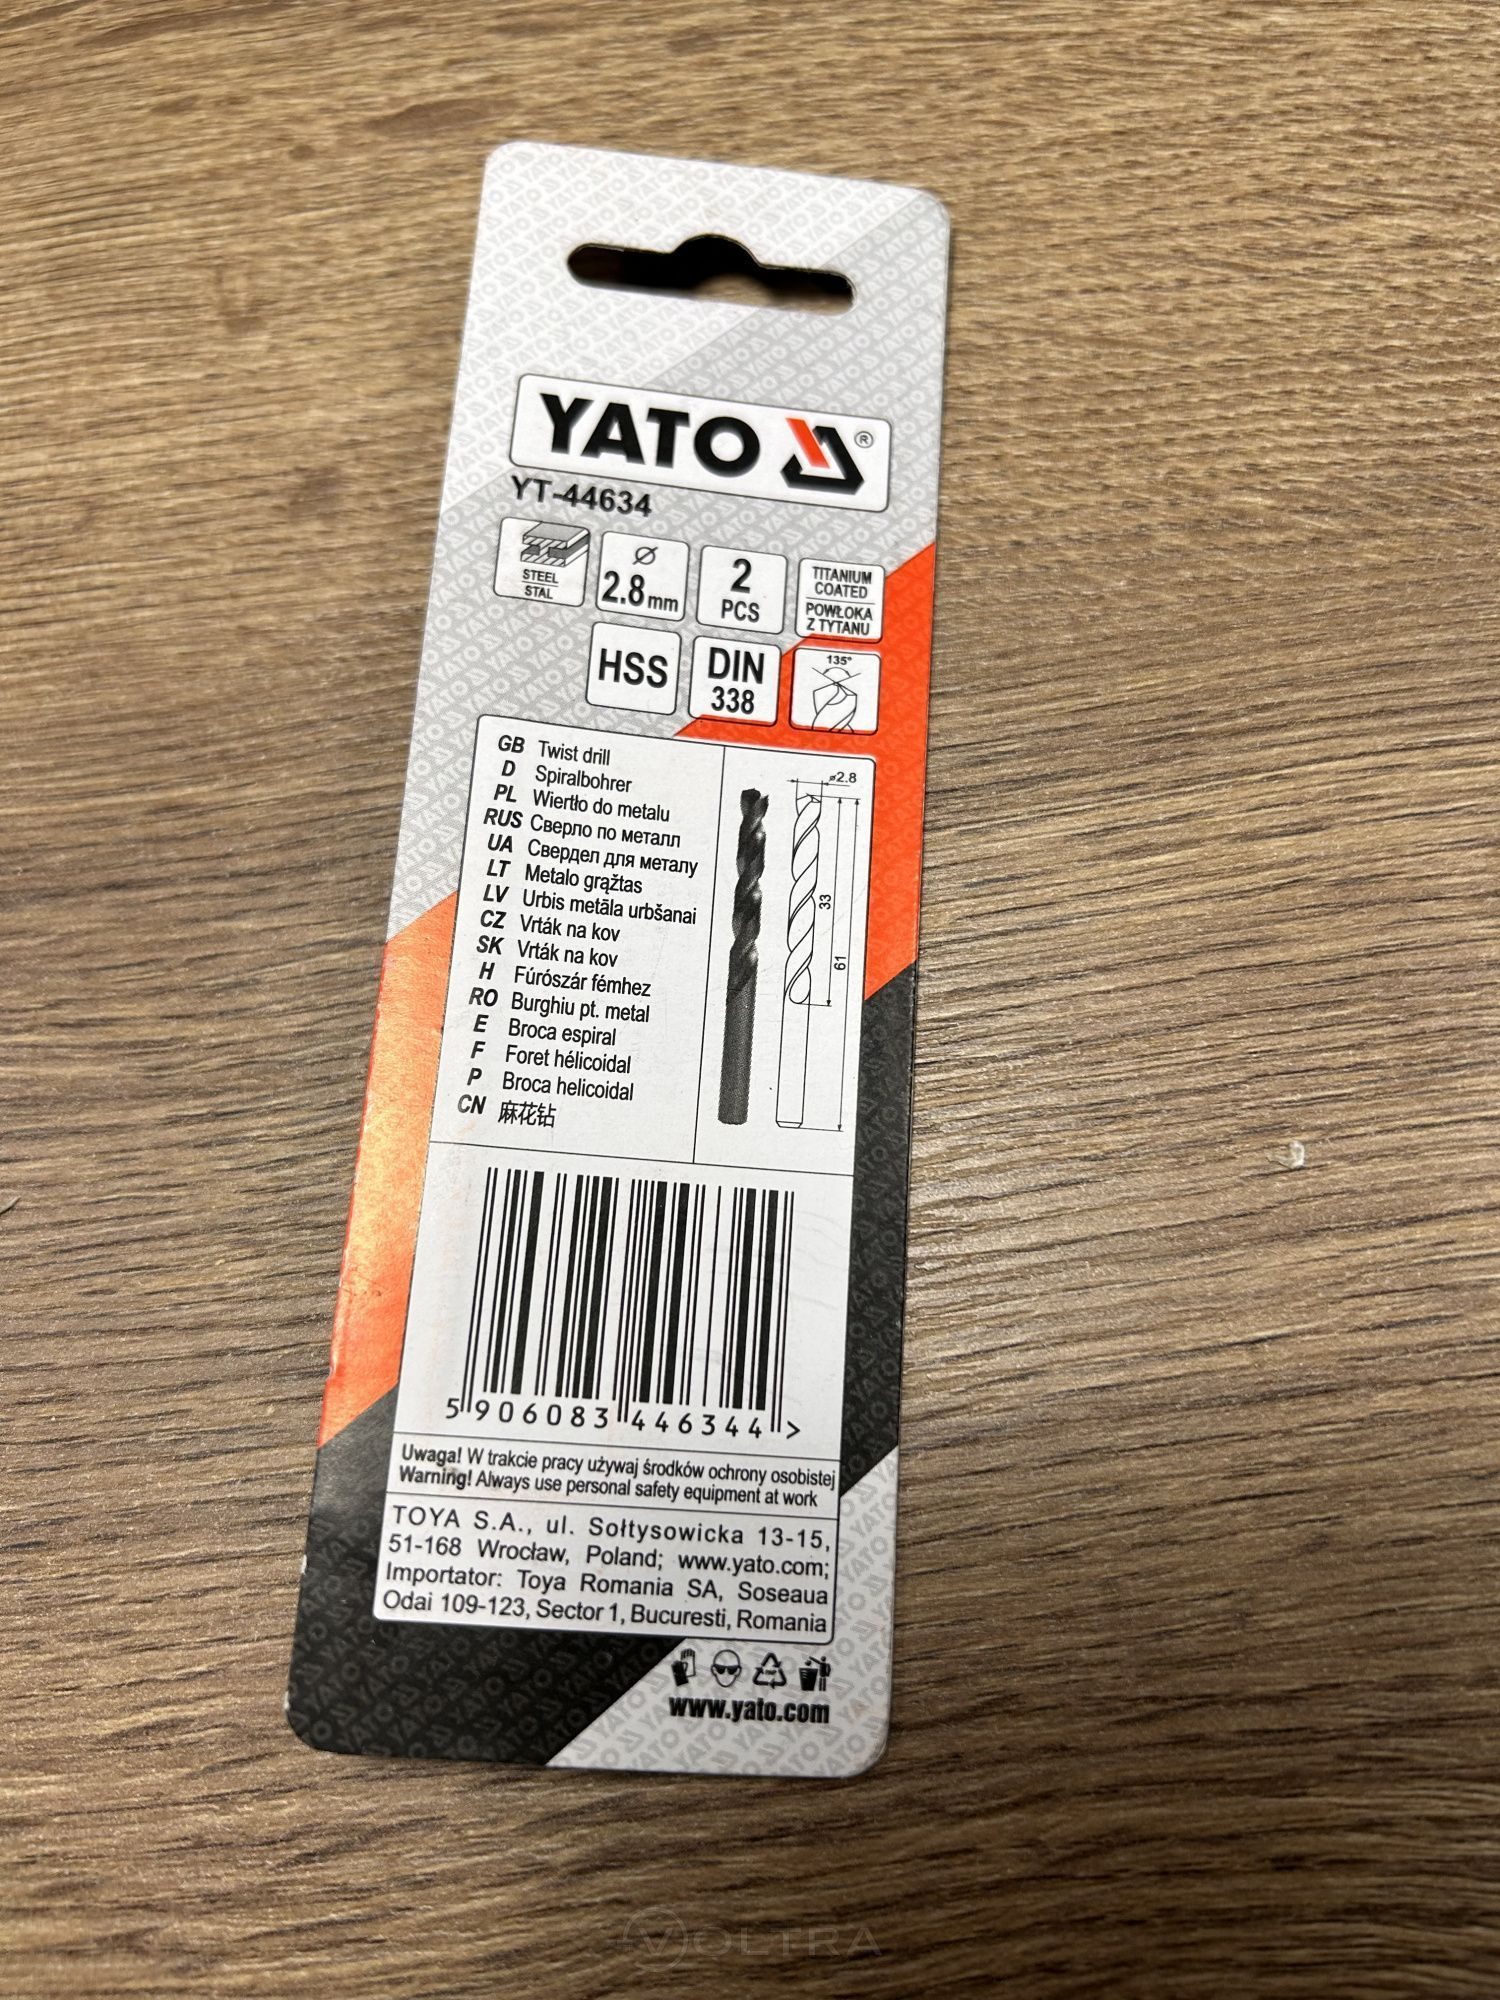 YATO ®
YT-44634
STEEL
STAL
Ø
2.8 mm
2
PCS
TITANIUM
COATED
POWŁOKA
Z TYTANU
HSS
DIN
338
135°
GB Twist drill
D Spiralbohrer
PL Wiertło do metalu
RUS Сверло по металл
UA Свердел для металу
LT Metalo grąžtas
LV Urbis metāla urbšanai
CZ Vrták na kov
SK Vrták na kov
H Fúrószár fémhez
RO Burghiu pt. metal
E Broca espiral
F Foret hélicoidal
P Broca helicoidal
CN 麻花钻
ø2.8
33
61
5 906083 446344 >
Uwaga! W trakcie pracy używaj środków ochrony osobistej
Warning! Always use personal safety equipment at work
TOYA S.A., ul. Sołtysowicka 13-15,
51-168 Wrocław, Poland; www.yato.com;
Importator: Toya Romania SA, Soseaua
Odai 109-123, Sector 1, Bucuresti, Romania
www.yato.com
VOLTRA